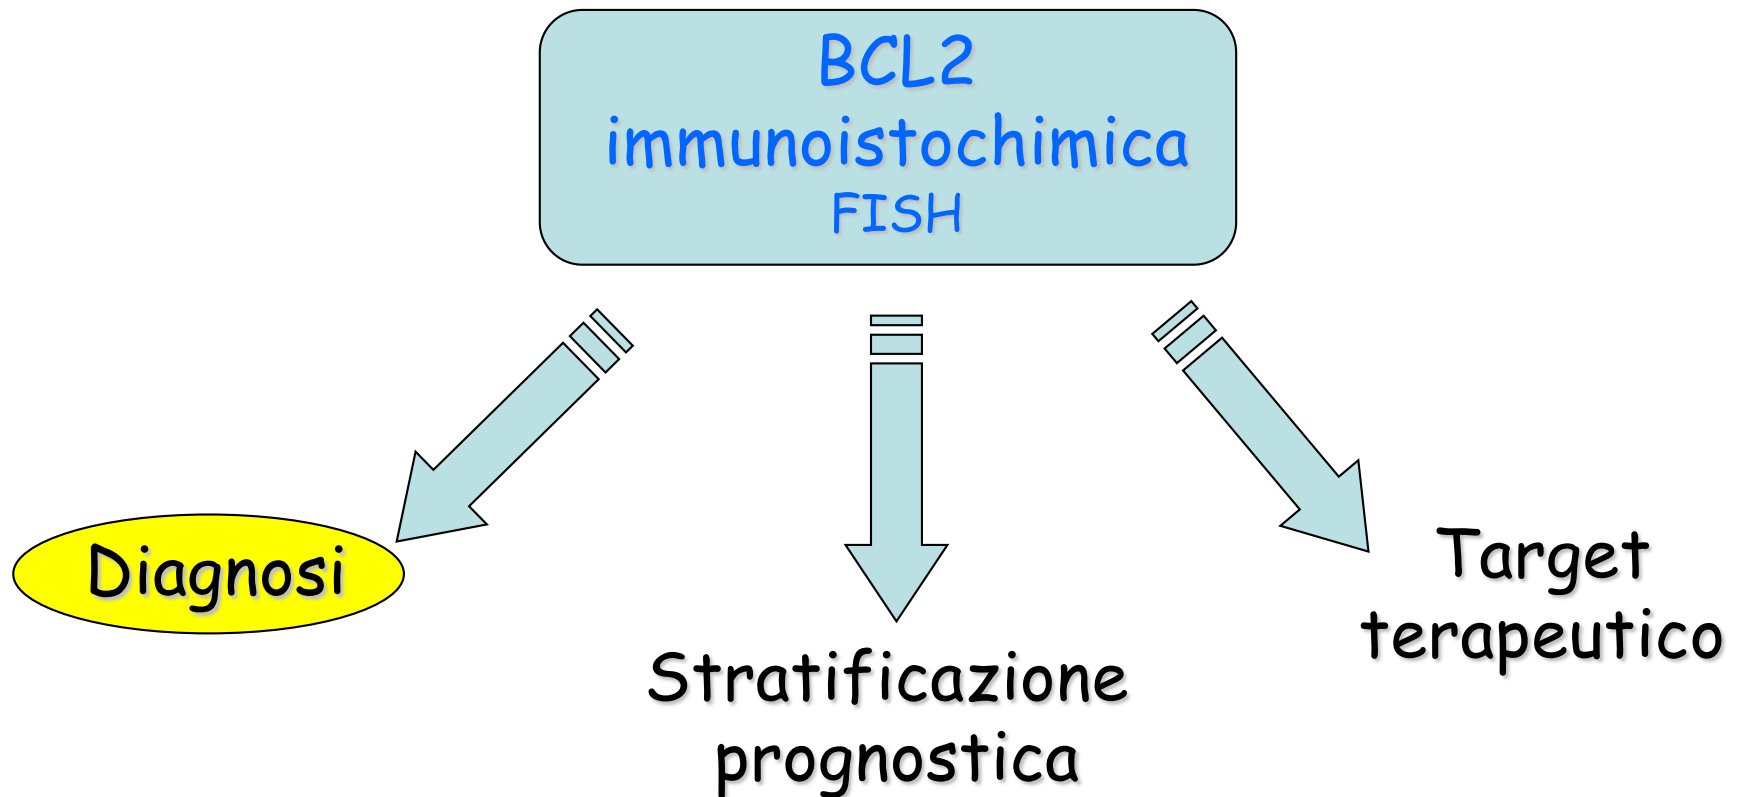 BCL2
immunoistochimica
FISH
Diagnosi
Stratificazione
prognostica
Target
terapeutico